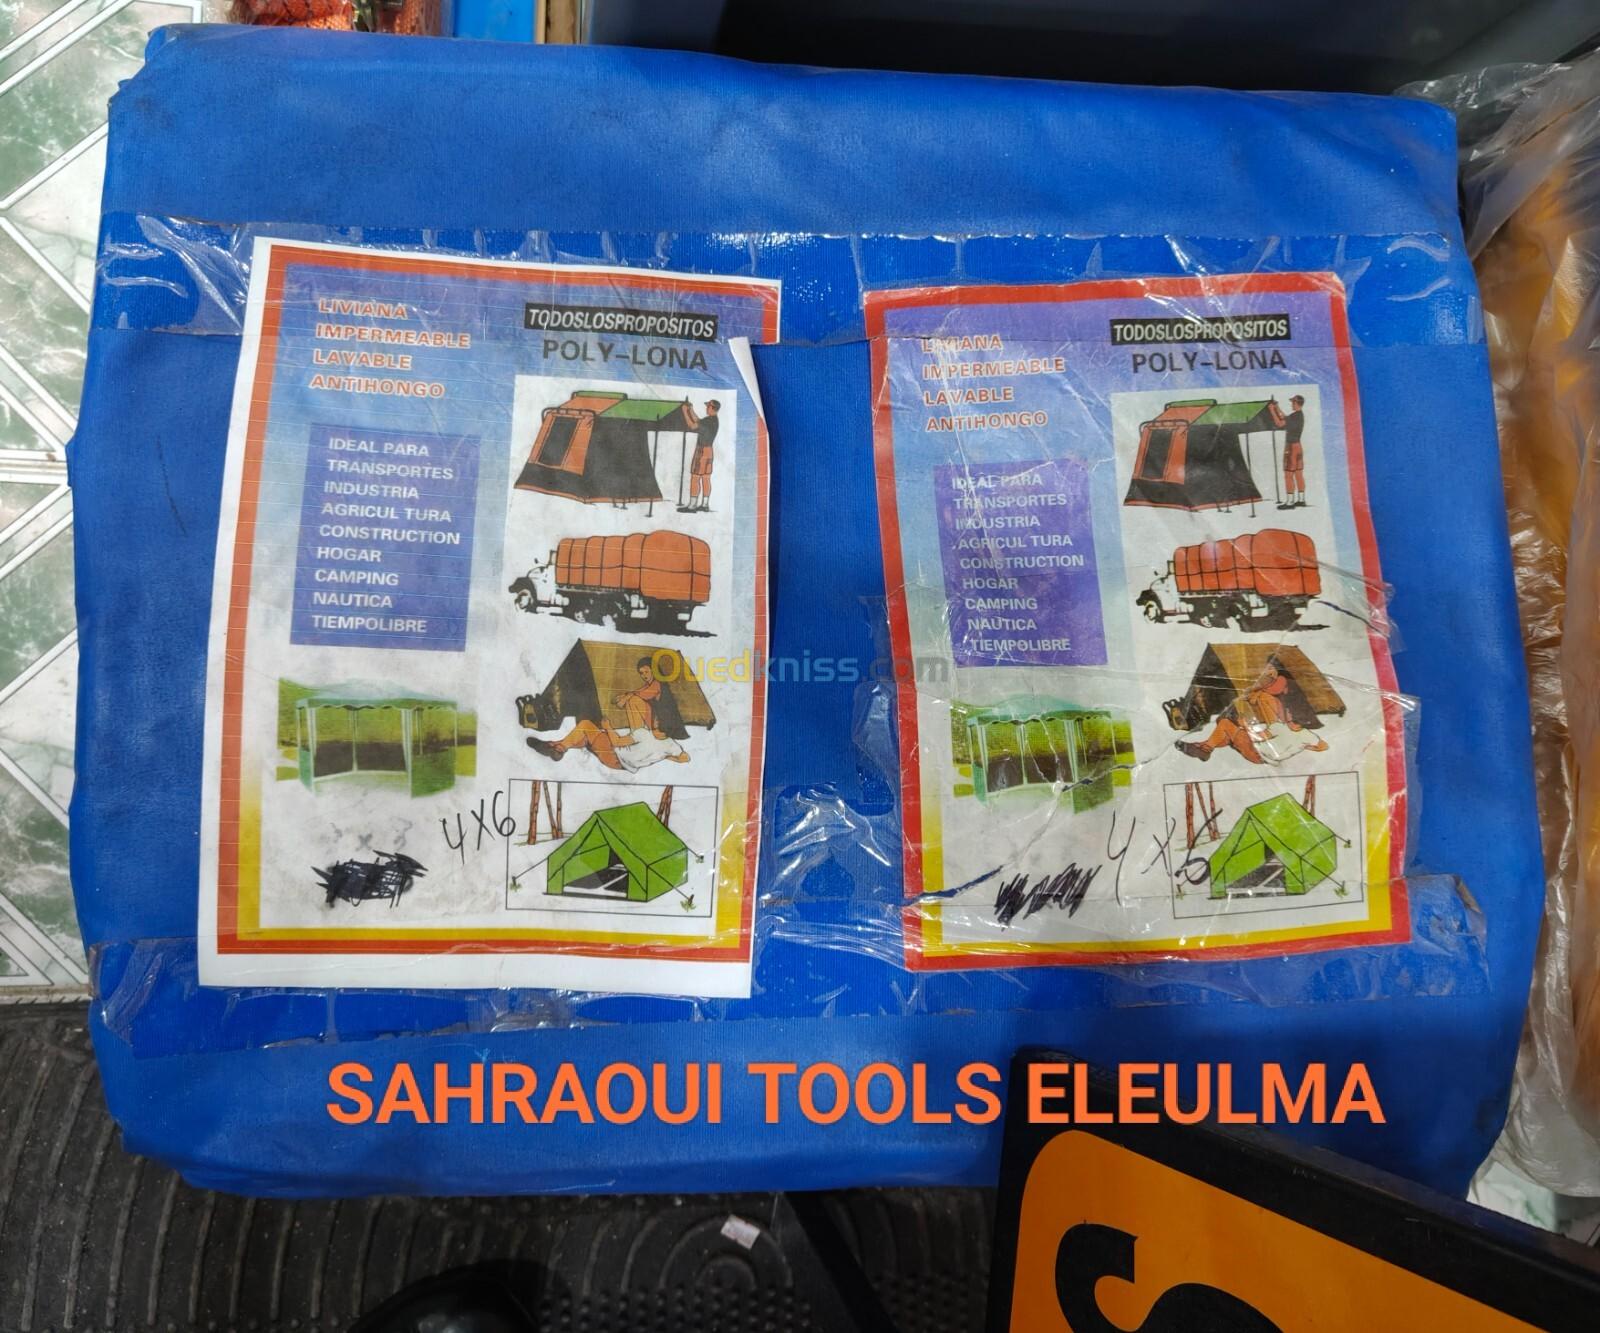 LIVIANA
IMPERMEABLE
LAVABLE
ANTIHONGO
TODOSLOSPROPOSITOS
POLY-LONA
IDEAL PARA
TRANSPORTES
INDUSTRIA
AGRICUL TURA
CONSTRUCTION
HOGAR
CAMPING
NAUTICA
TIEMPOLIBRE
4X6
LIVIANA
IMPERMEABLE
LAVABLE
ANTIHONGO
TODOSLOSPROPOSITOS
POLY-LONA
IDEAL PARA
TRANSPORTES
INDUSTRIA
AGRICUL TURA
CONSTRUCTION
HOGAR
CAMPING
NAUTICA
TIEMPOLIBRE
4X5
Ouedkniss.com
SAHRAOUI TOOLS ELEULMA